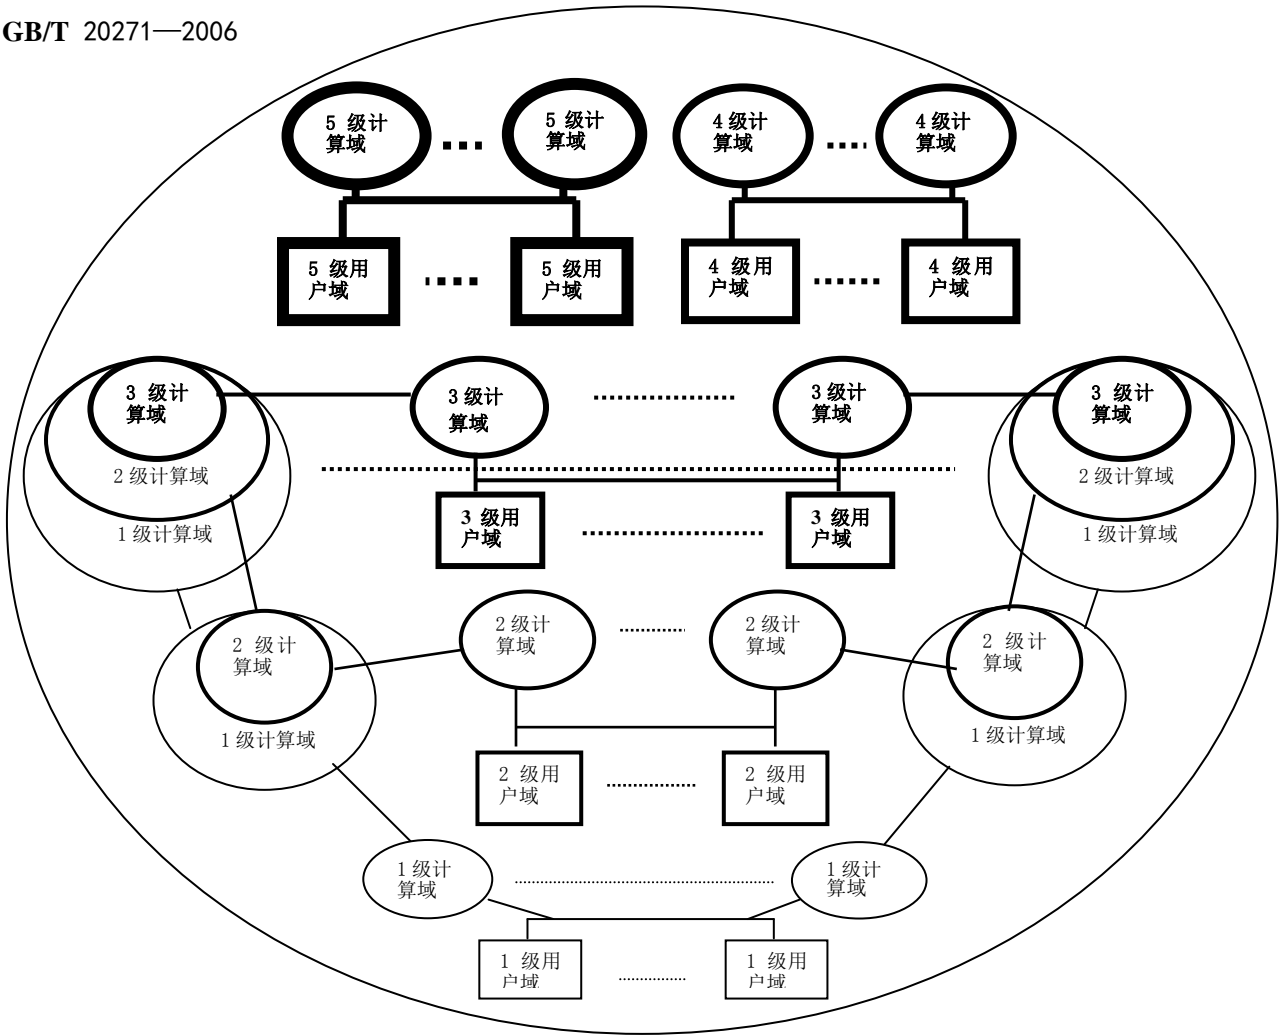 GB/T 20271—2006
5 级计
算域
5 级计
算域
4级计
算域
4级计
算域
5 级用
户域
5 级用
户域
4 级用
户域
4 级用
户域
3 级计
算域
3级计
算域
3级计
算域
3 级计
算域
2级计算域
1级计算域
2级计算域
1级计算域
3 级用
户域
3 级用
户域
2 级计
算域
1级计算域
2级计
算域
2级计
算域
2 级计
算域
1级计算域
2 级用
户域
2 级用
户域
1级计
算域
1级计
算域
1 级用
户域
1 级用
户域